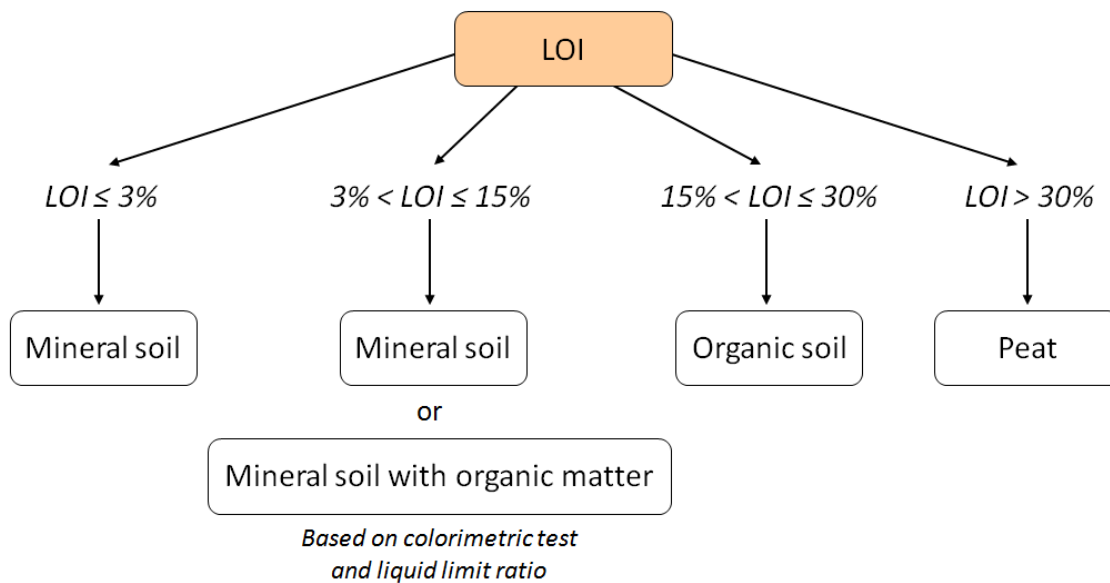 LOI
LOI ≤ 3%
3% < LOI ≤ 15%
15% < LOI ≤ 30%
LOI > 30%
Mineral soil
Mineral soil
Organic soil
Peat
or
Mineral soil with organic matter
Based on colorimetric test
and liquid limit ratio